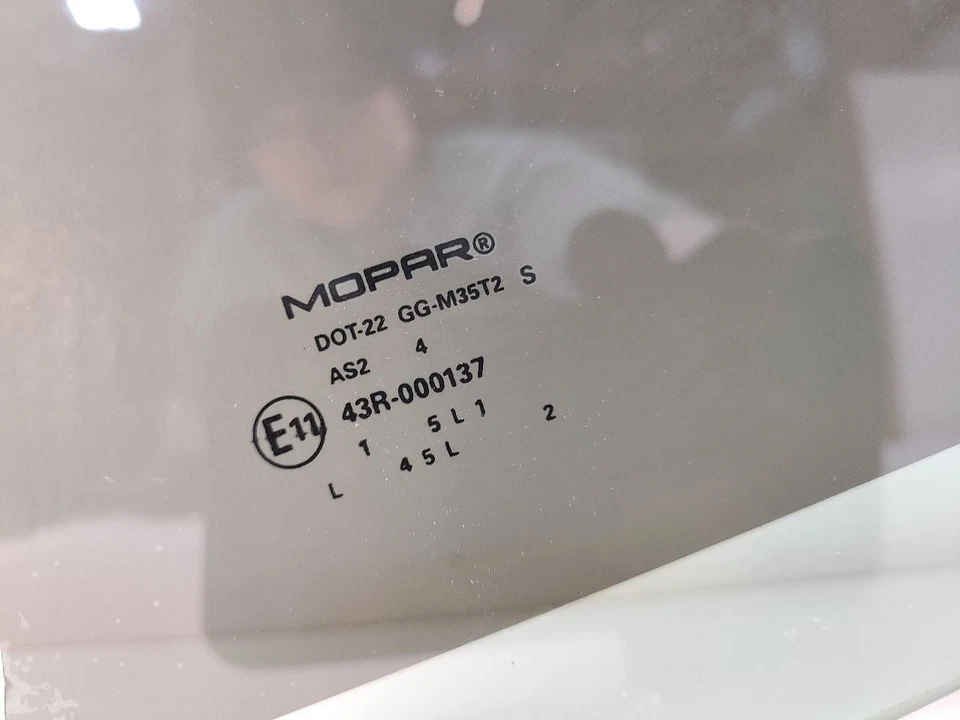 MOPAR®
DOT-22 GG-M35T2 S
AS2 4
E11 43R-000137
1 5 L 1 2
L 4 5 L